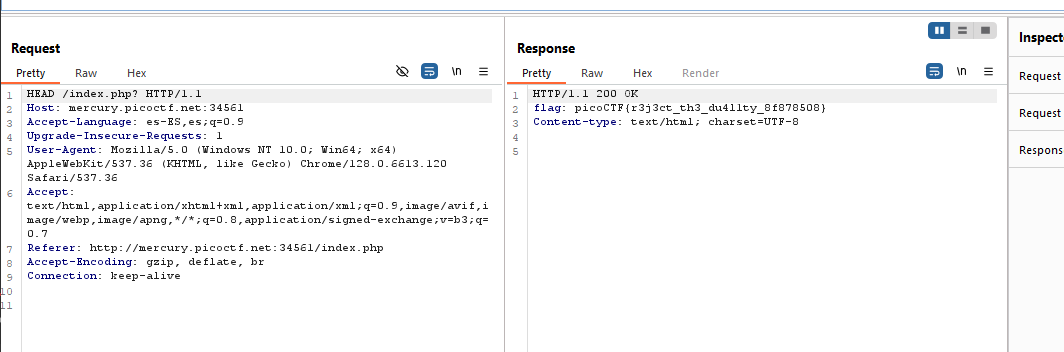 Request
Pretty Raw Hex
\n
1 HEAD /index.php? HTTP/1.1
2 Host: mercury.picoctf.net:34561
3 Accept-Language: es-ES,es;q=0.9
4 Upgrade-Insecure-Requests: 1
5 User-Agent: Mozilla/5.0 (Windows NT 10.0; Win64; x64)
AppleWebKit/537.36 (KHTML, like Gecko) Chrome/128.0.6613.120
Safari/537.36
6 Accept:
text/html,application/xhtml+xml,application/xml;q=0.9,image/avif,i
mage/webp,image/apng,*/*;q=0.8,application/signed-exchange;v=b3;q=
0.7
7 Referer: http://mercury.picoctf.net:34561/index.php
8 Accept-Encoding: gzip, deflate, br
9 Connection: keep-alive
10
11
Response
Pretty Raw Hex Render
\n
1 HTTP/1.1 200 OK
2 flag: picoCTF{r3j3ct_th3_du4l1ty_8f878508}
3 Content-type: text/html; charset=UTF-8
4
5
Inspect
Request
Request
Respons